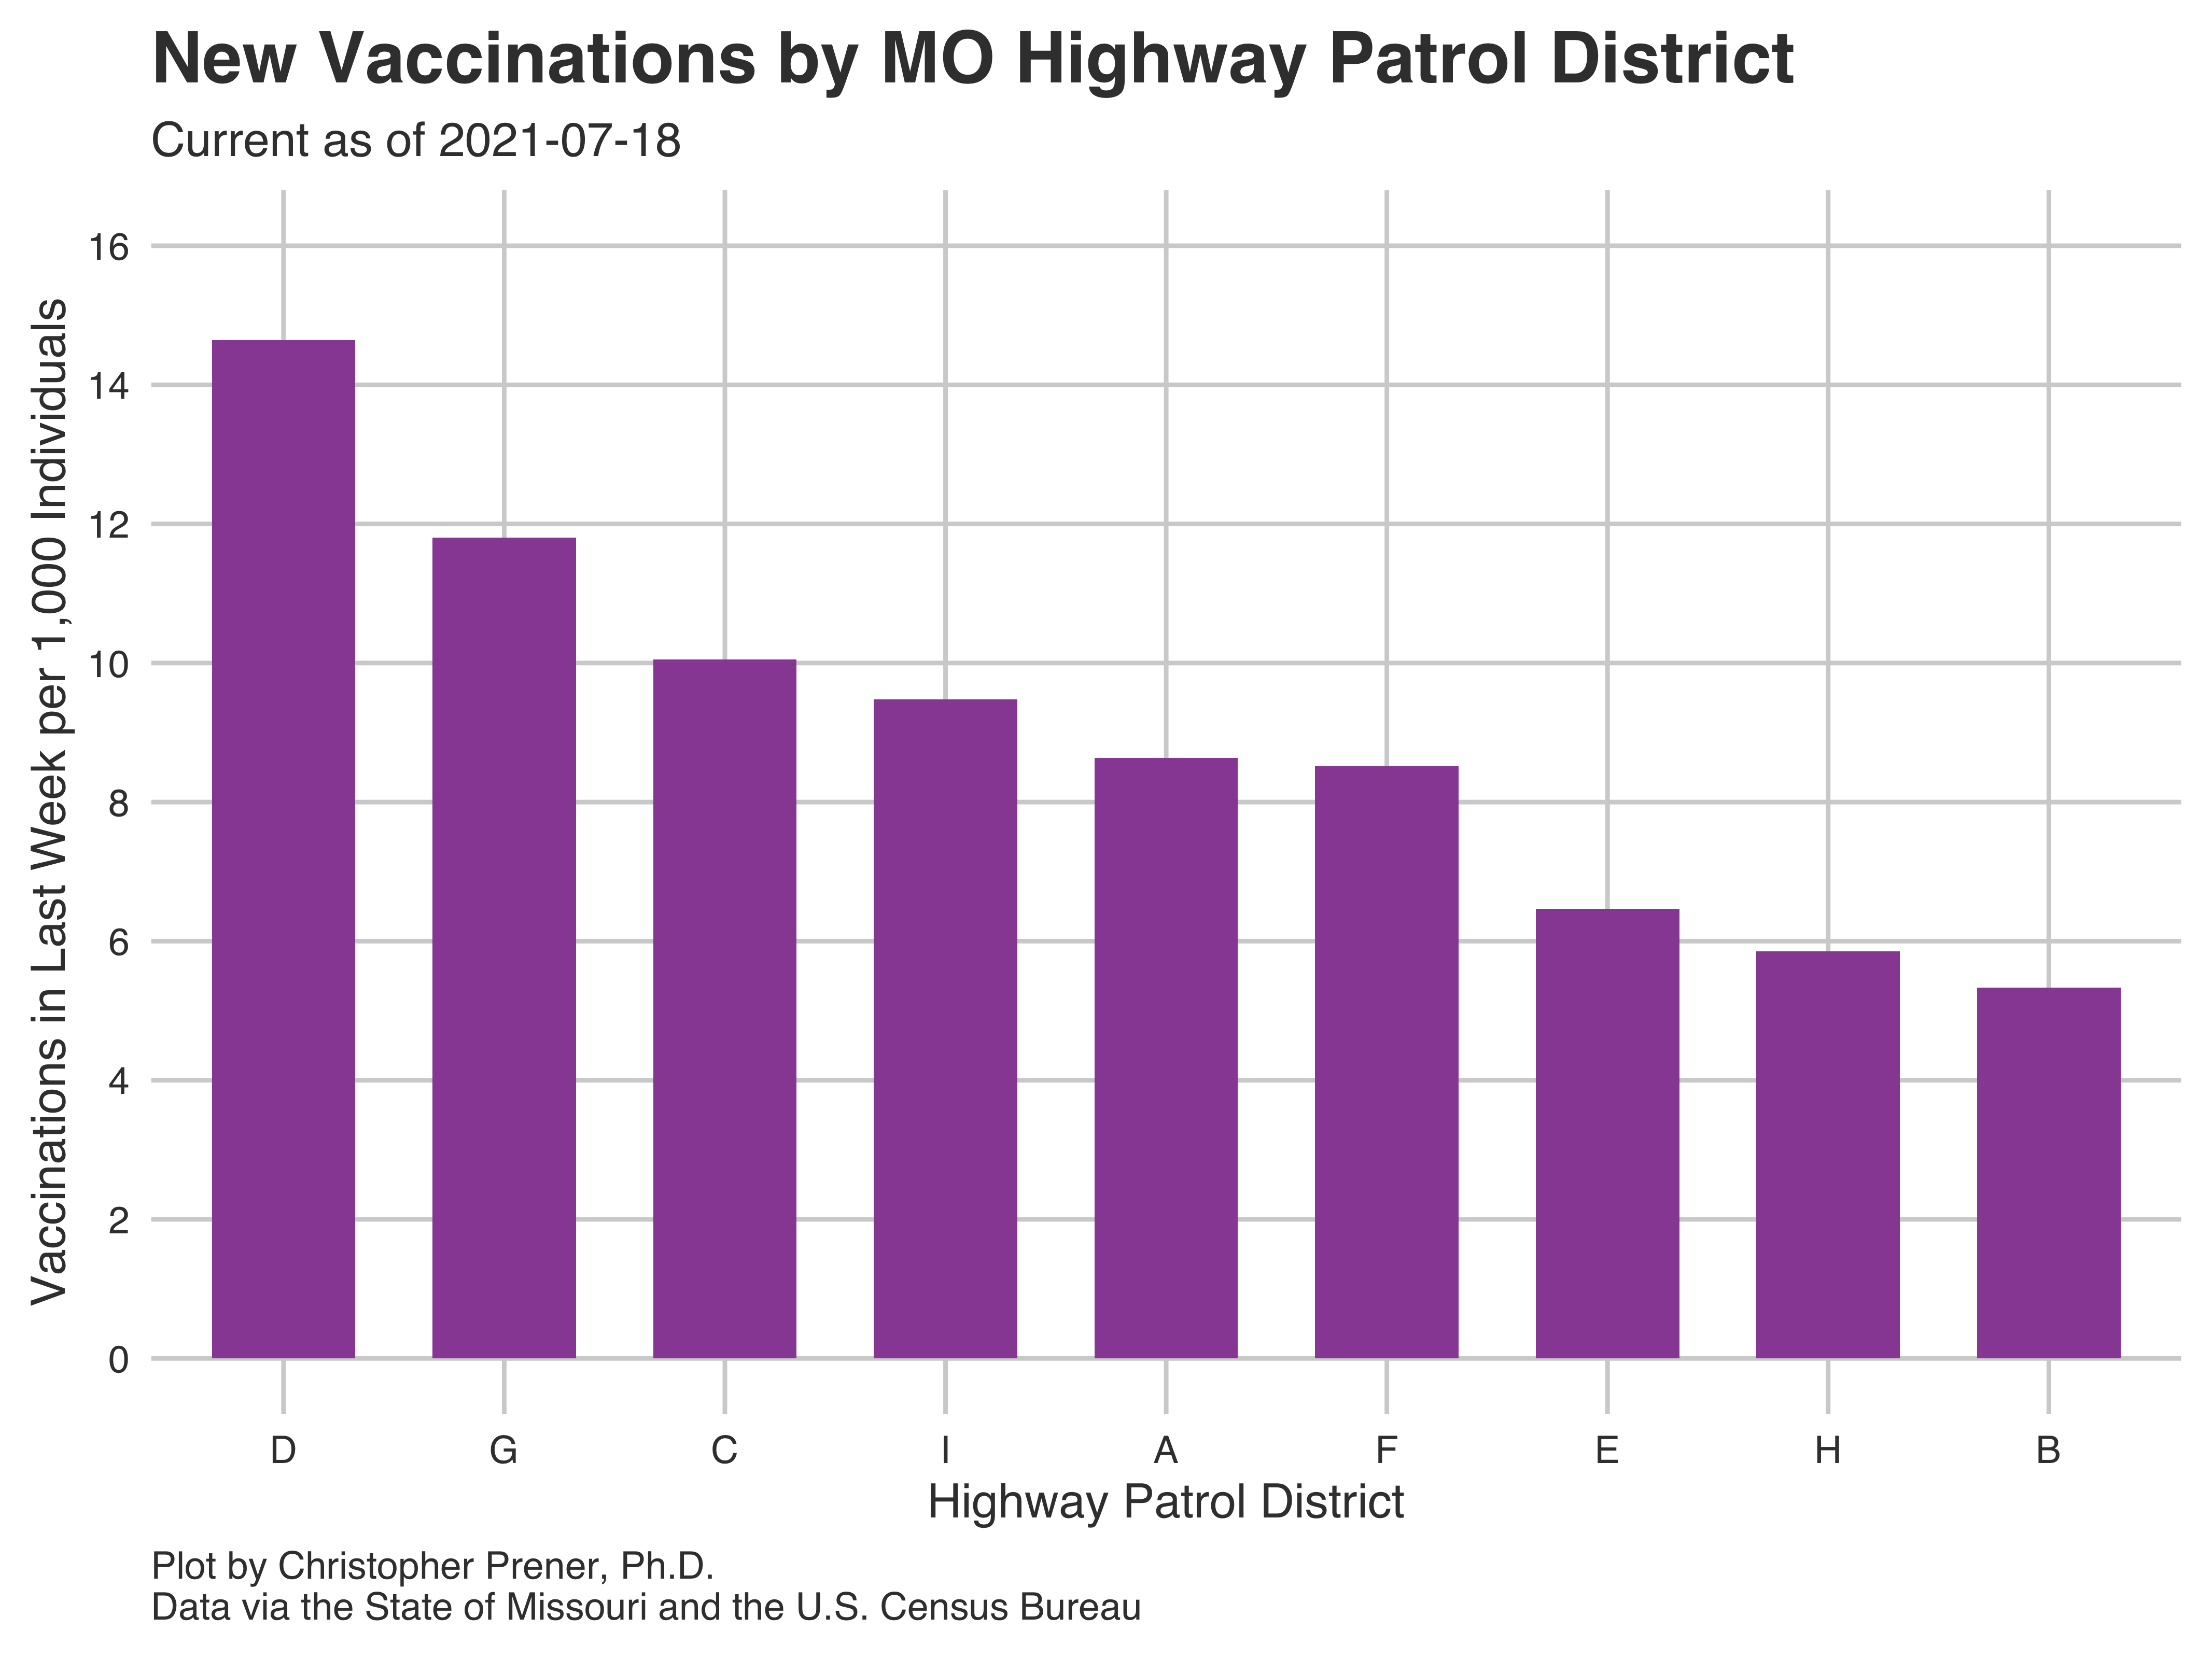 New Vaccinations by MO Highway Patrol District
Current as of 2021-07-18
Vaccinations in Last Week per 1,000 Individuals
16
14
12
10
8
6
4
2
0
D G C I A F E H B
Highway Patrol District
Plot by Christopher Prener, Ph.D.
Data via the State of Missouri and the U.S. Census Bureau